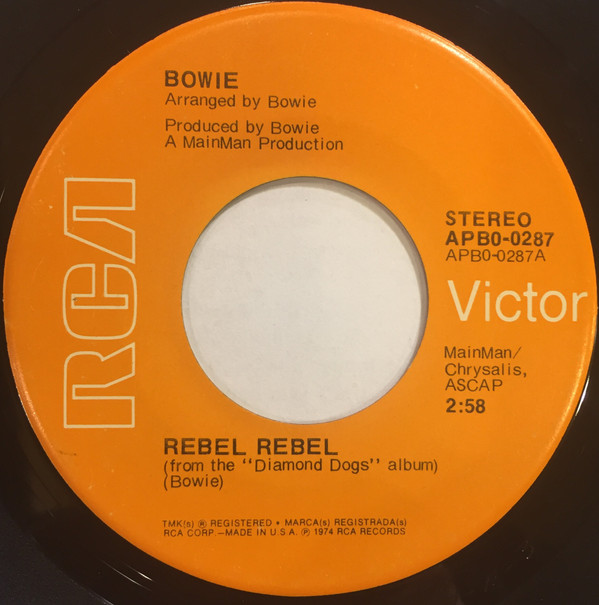 BOWIE
Arranged by Bowie
Produced by Bowie
A MainMan Production
RCA
STEREO
APB0-0287
APB0-0287A
Victor
MainMan/
Chrysalis,
ASCAP
2:58
REBEL REBEL
(from the "Diamond Dogs" album)
(Bowie)
TMK(s) ® REGISTERED • MARCA(s) REGISTRADA(s)
RCA CORP.—MADE IN U.S.A. ℗ 1974 RCA RECORDS